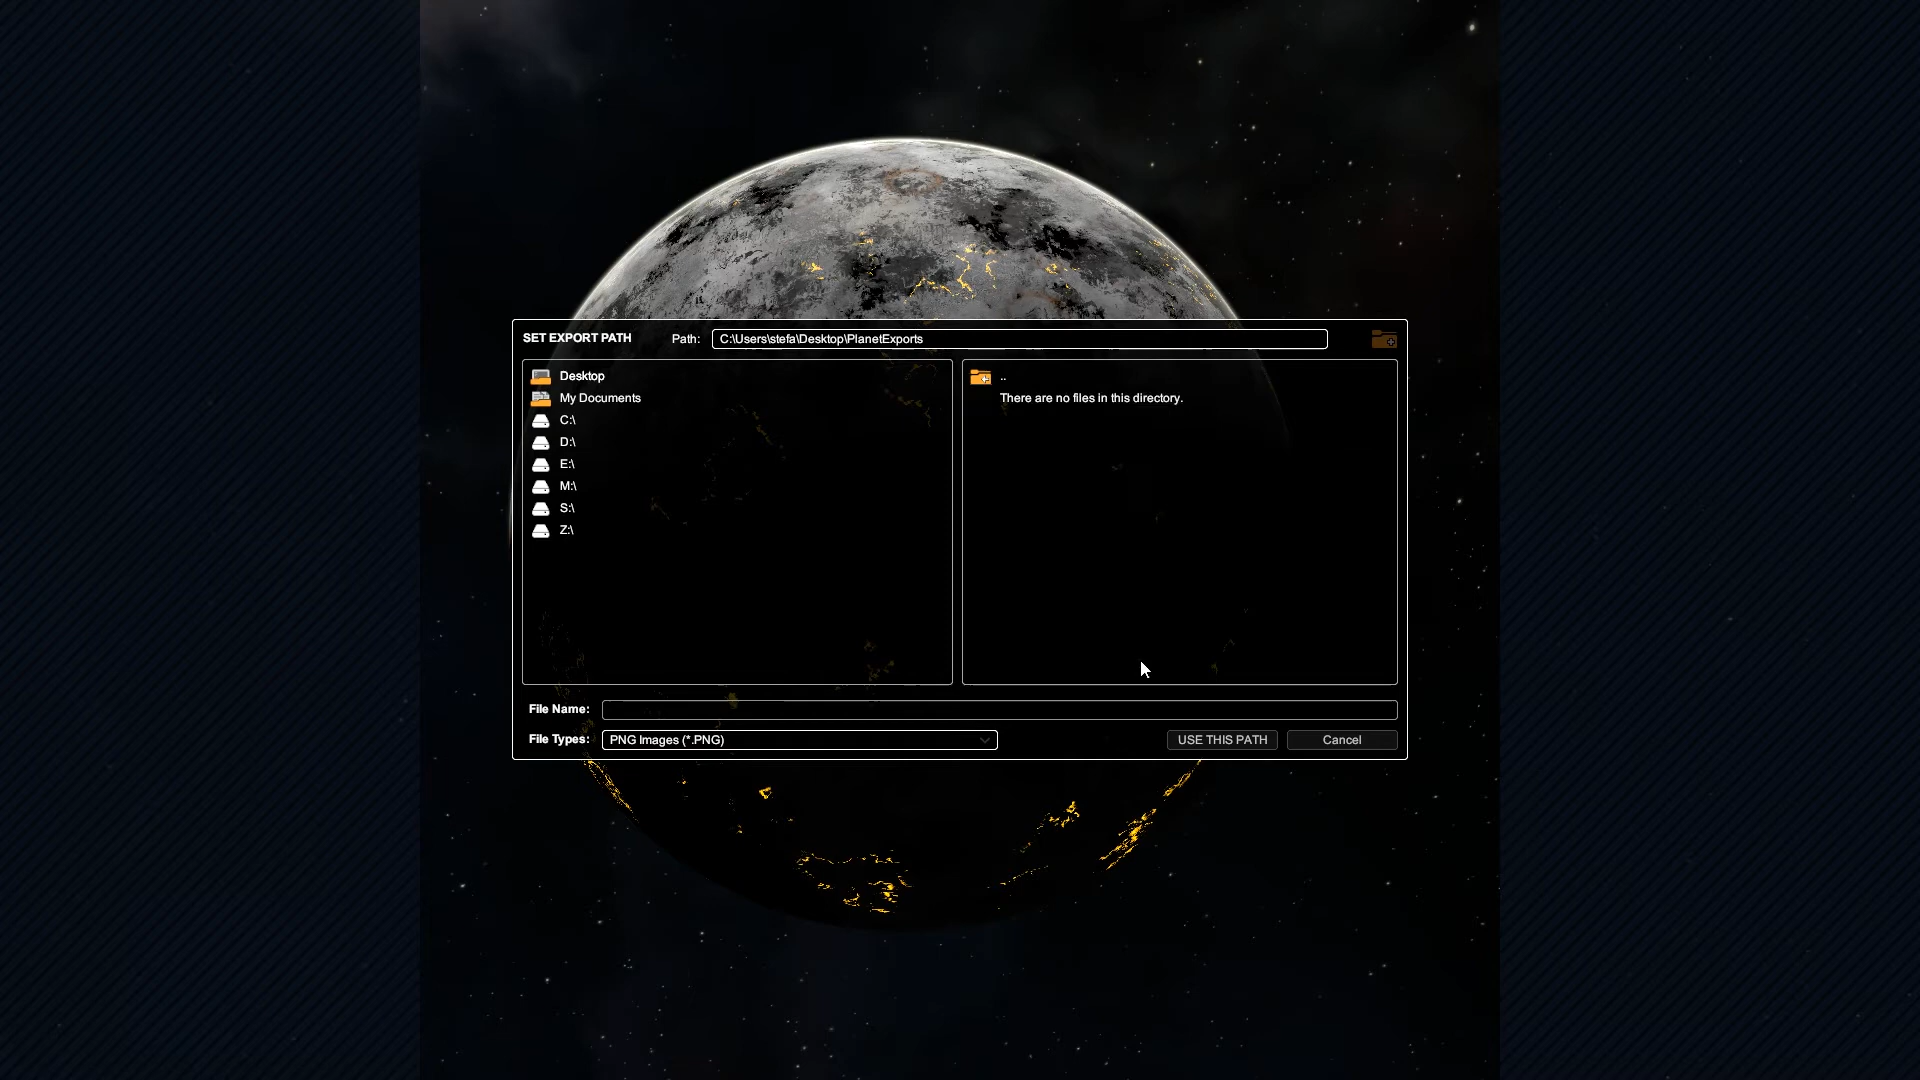 SET EXPORT PATH
Path: C:\Users\stefa\Desktop\PlanetExports
Desktop
My Documents
C:\
D:\
E:\
M:\
S:\
Z:\
..
There are no files in this directory.
File Name:
File Types: PNG Images (*.PNG)
USE THIS PATH
Cancel